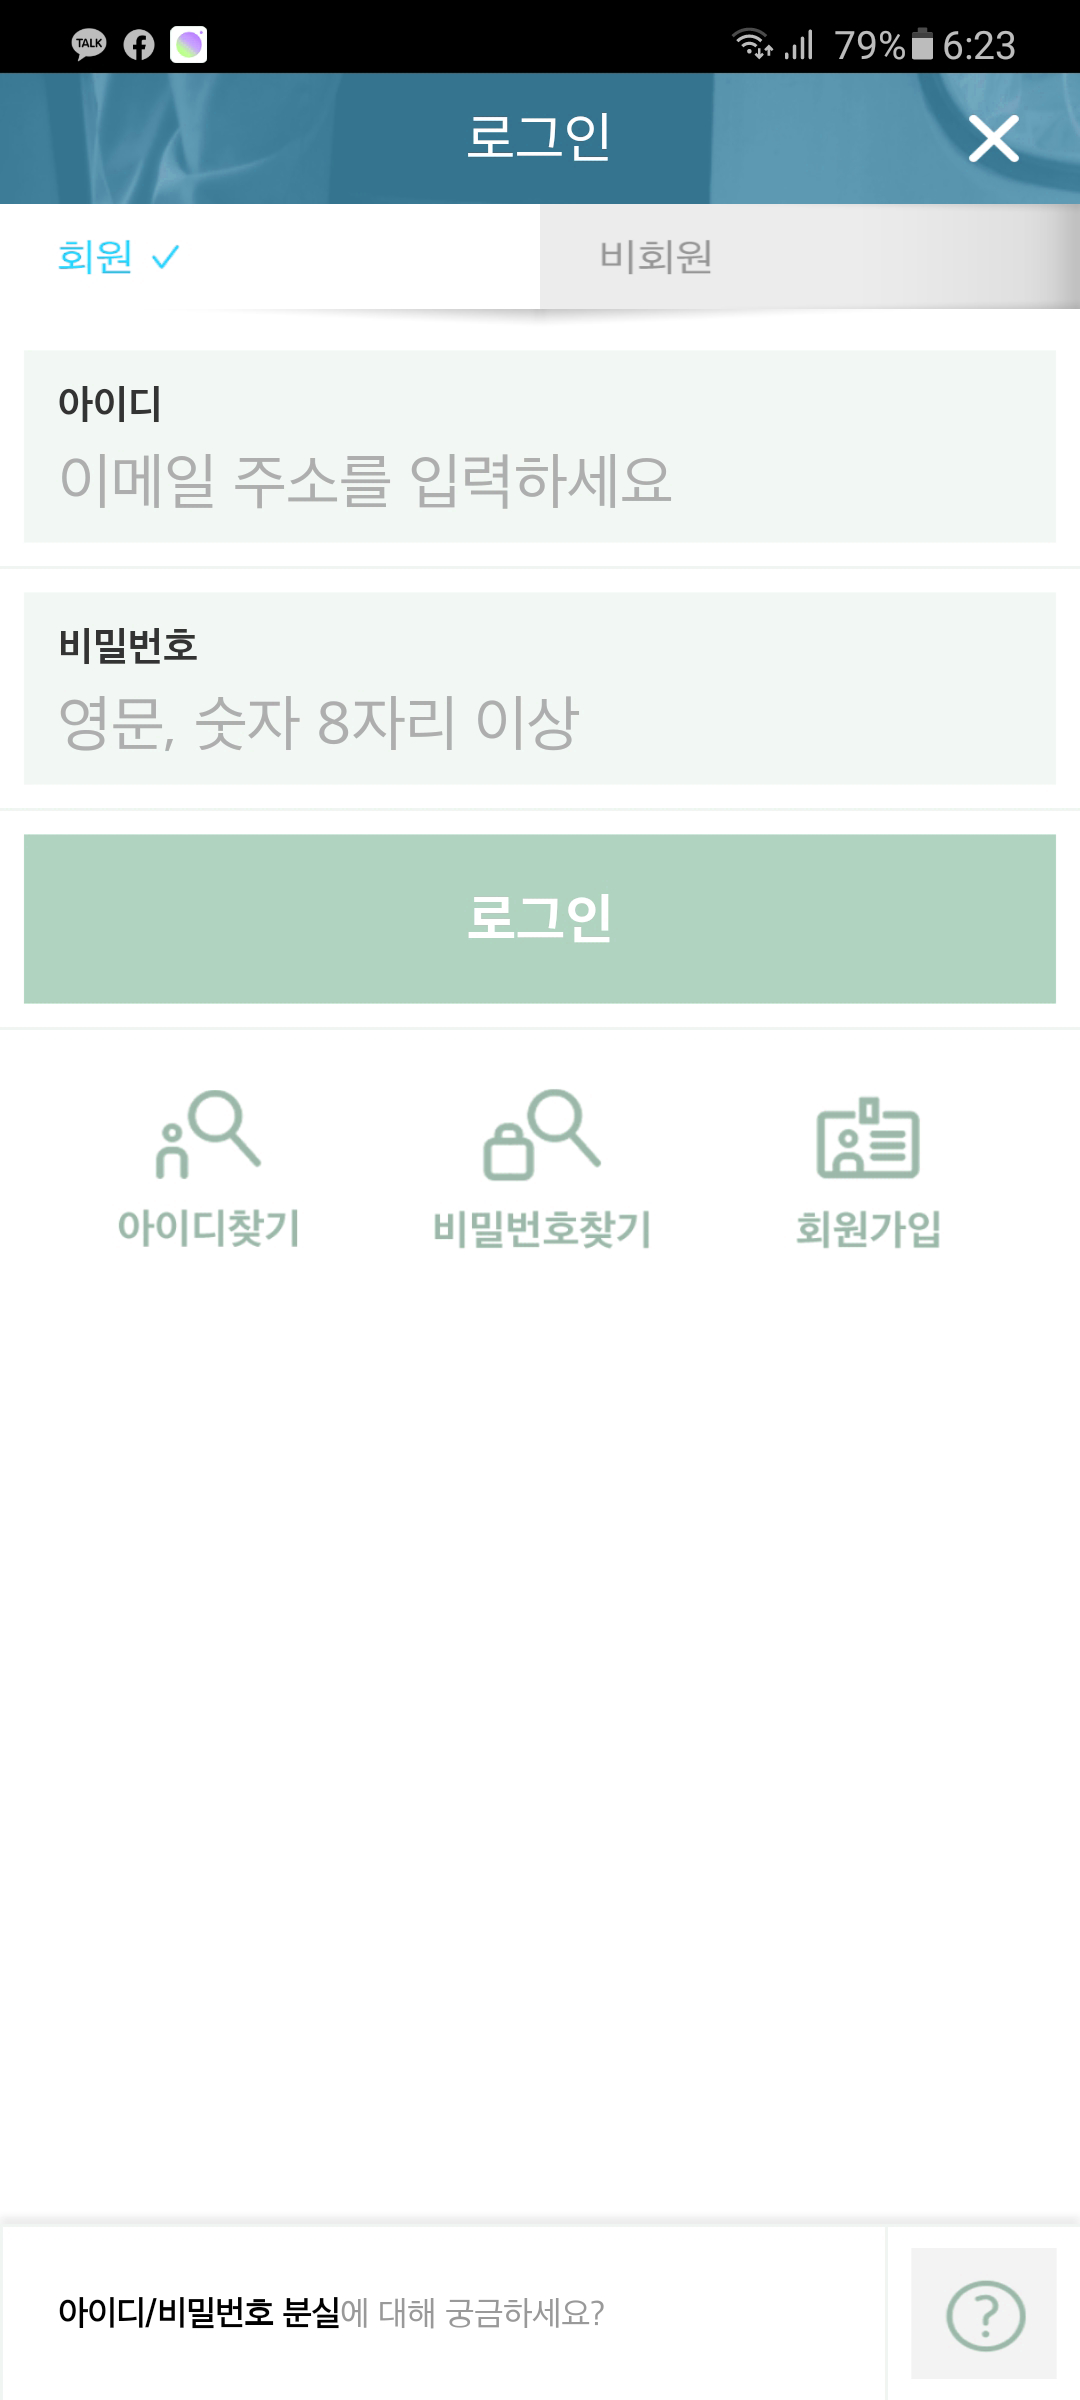 TALK
79% 6:23
로그인
회원
비회원
아이디
이메일 주소를 입력하세요
비밀번호
영문, 숫자 8자리 이상
로그인
아이디찾기
비밀번호찾기
회원가입
아이디/비밀번호 분실에 대해 궁금하세요?
?